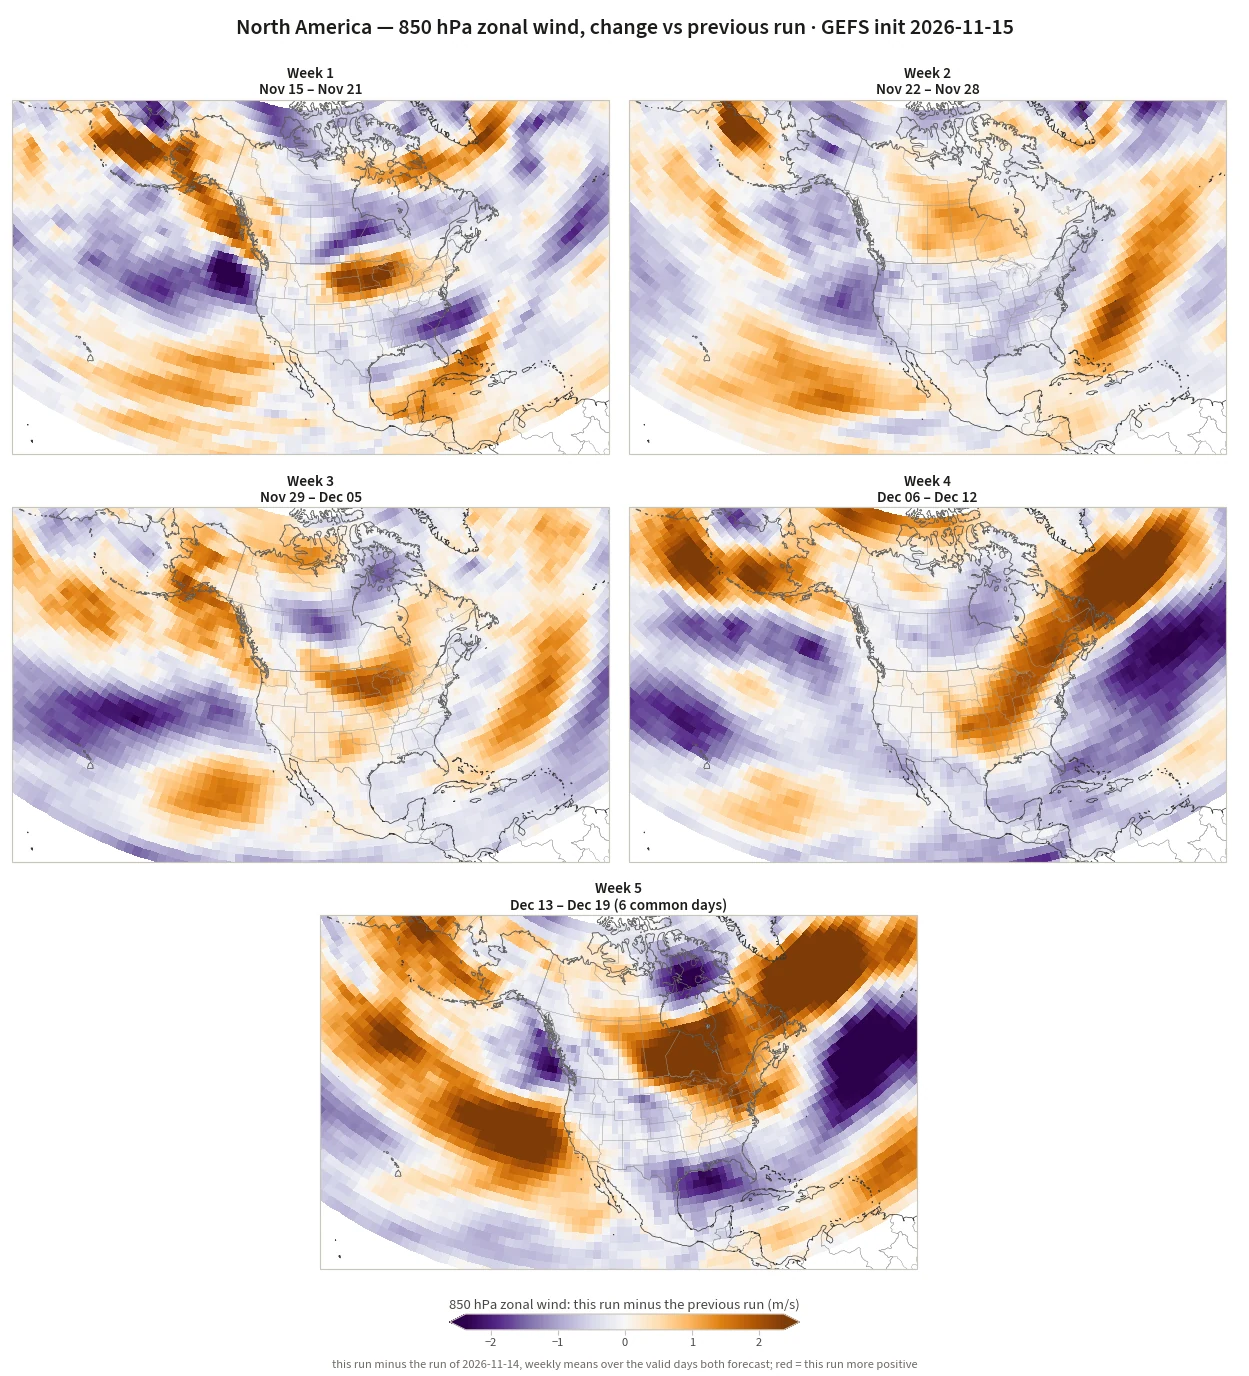 North America — 850 hPa zonal wind, change vs previous run · GEFS init 2026-11-15
Week 1
Nov 15 – Nov 21
Week 2
Nov 22 – Nov 28
Week 3
Nov 29 – Dec 05
Week 4
Dec 06 – Dec 12
Week 5
Dec 13 – Dec 19 (6 common days)
850 hPa zonal wind: this run minus the previous run (m/s)
−2 −1 0 1 2
this run minus the run of 2026-11-14, weekly means over the valid days both forecast; red = this run more positive